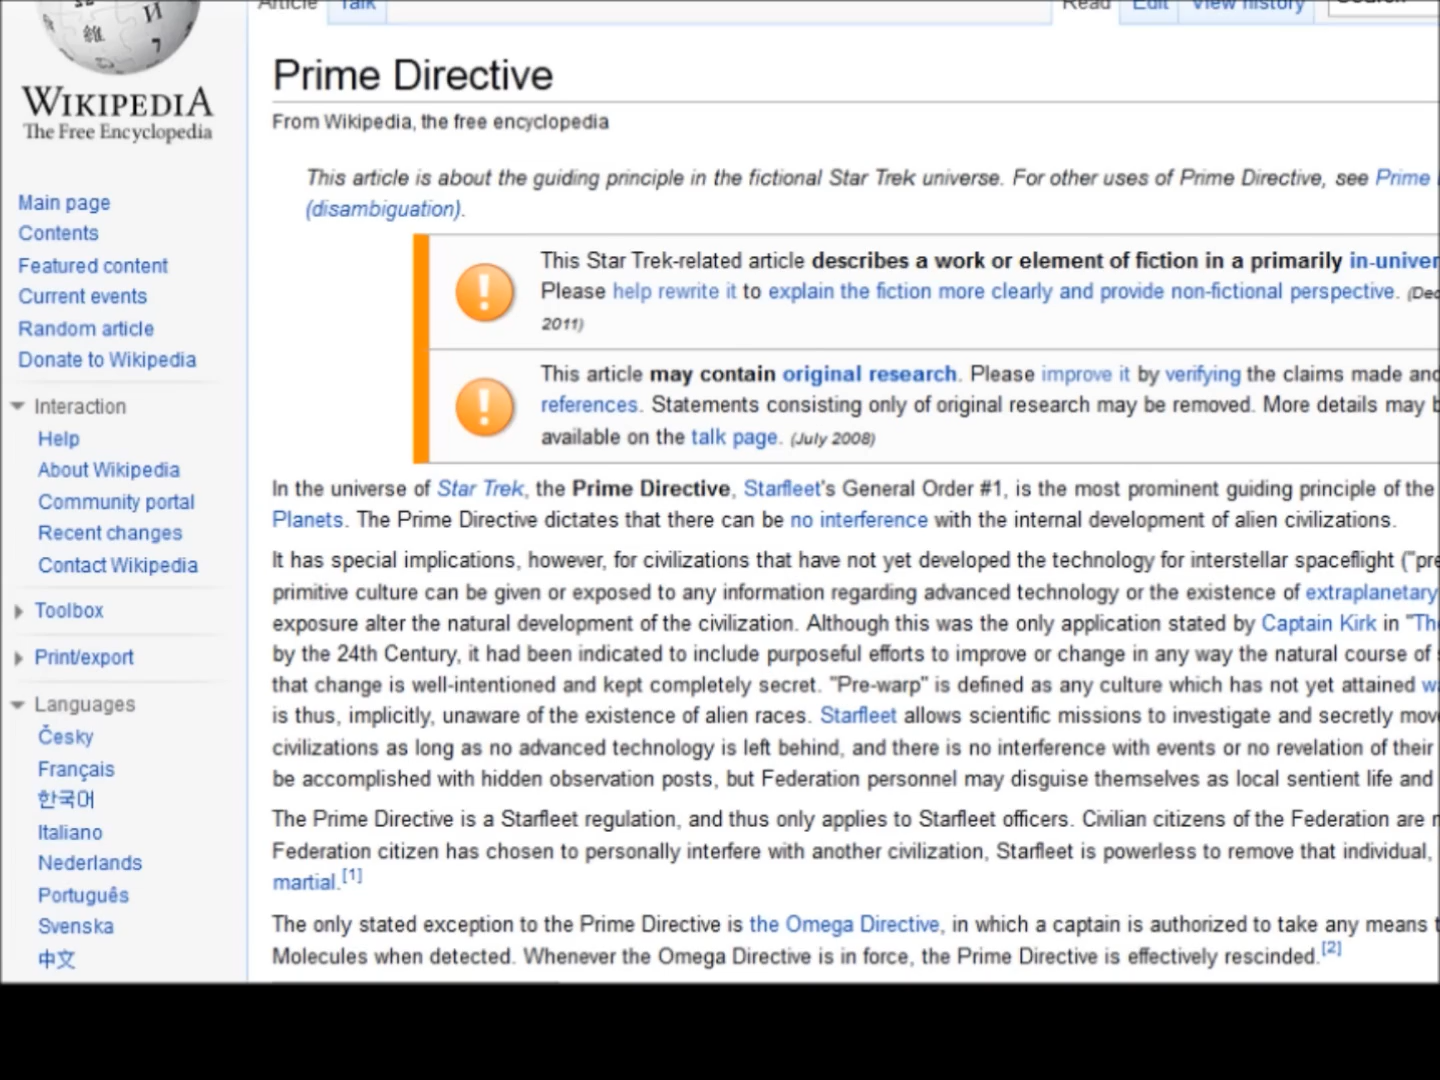 Article Talk Read Edit View history Search
WIKIPEDIA
The Free Encyclopedia
Main page
Contents
Featured content
Current events
Random article
Donate to Wikipedia
Interaction
Help
About Wikipedia
Community portal
Recent changes
Contact Wikipedia
Toolbox
Print/export
Languages
Česky
Français
한국어
Italiano
Nederlands
Português
Svenska
中文
Prime Directive
From Wikipedia, the free encyclopedia
This article is about the guiding principle in the fictional Star Trek universe. For other uses of Prime Directive, see Prime
(disambiguation).
This Star Trek-related article describes a work or element of fiction in a primarily in-univer
Please help rewrite it to explain the fiction more clearly and provide non-fictional perspective. (Dec
2011)
This article may contain original research. Please improve it by verifying the claims made and
references. Statements consisting only of original research may be removed. More details may b
available on the talk page. (July 2008)
In the universe of Star Trek, the Prime Directive, Starfleet's General Order #1, is the most prominent guiding principle of the
Planets. The Prime Directive dictates that there can be no interference with the internal development of alien civilizations.
It has special implications, however, for civilizations that have not yet developed the technology for interstellar spaceflight ("pre
primitive culture can be given or exposed to any information regarding advanced technology or the existence of extraplanetary
exposure alter the natural development of the civilization. Although this was the only application stated by Captain Kirk in "Th
by the 24th Century, it had been indicated to include purposeful efforts to improve or change in any way the natural course of
that change is well-intentioned and kept completely secret. "Pre-warp" is defined as any culture which has not yet attained w
is thus, implicitly, unaware of the existence of alien races. Starfleet allows scientific missions to investigate and secretly mov
civilizations as long as no advanced technology is left behind, and there is no interference with events or no revelation of their
be accomplished with hidden observation posts, but Federation personnel may disguise themselves as local sentient life and
The Prime Directive is a Starfleet regulation, and thus only applies to Starfleet officers. Civilian citizens of the Federation are
Federation citizen has chosen to personally interfere with another civilization, Starfleet is powerless to remove that individual,
martial.[1]
The only stated exception to the Prime Directive is the Omega Directive, in which a captain is authorized to take any means t
Molecules when detected. Whenever the Omega Directive is in force, the Prime Directive is effectively rescinded.[2]